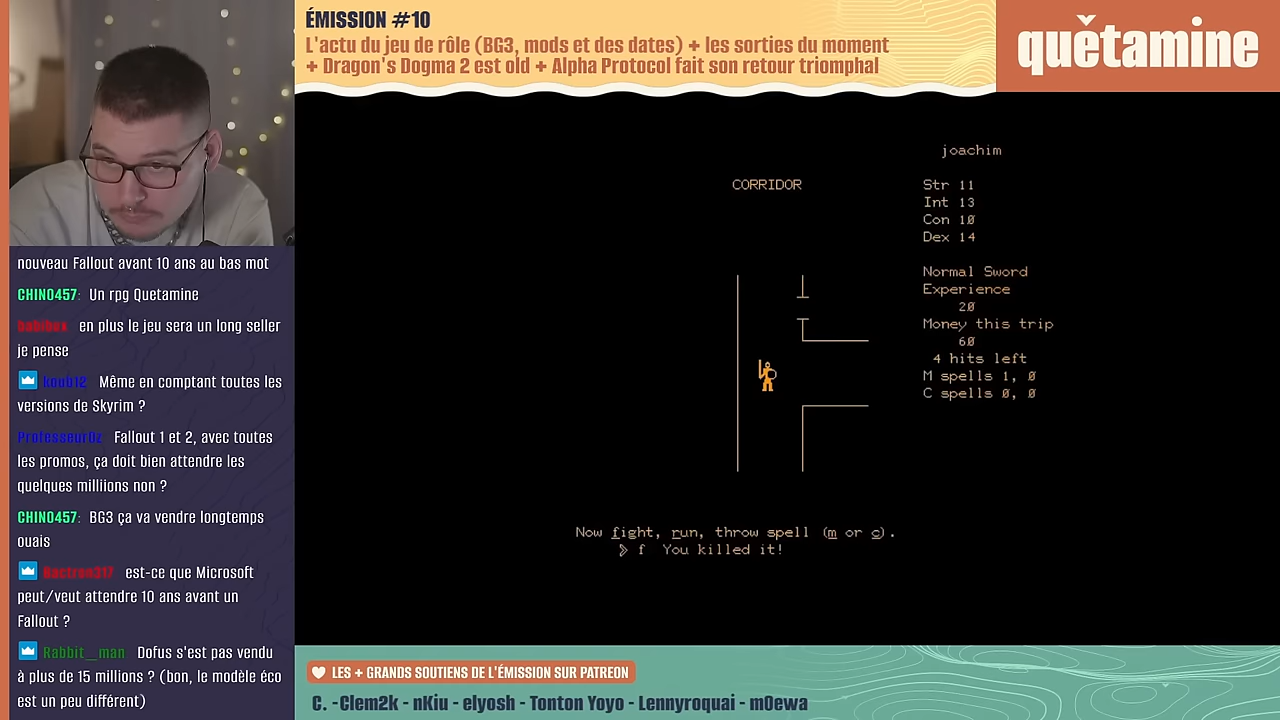 ÉMISSION #10
L'actu du jeu de rôle (BG3, mods et des dates) + les sorties du moment
+ Dragon's Dogma 2 est old + Alpha Protocol fait son retour triomphal
quětamine
joachim
CORRIDOR
Str 11
Int 13
Con 10
Dex 14
Normal Sword
Experience
20
Money this trip
60
4 hits left
M spells 1, 0
C spells 0, 0
Now fight, run, throw spell (m or c).
f You killed it!
nouveau Fallout avant 10 ans au bas mot
CHINO457: Un rpg Quetamine
babibox en plus le jeu sera un long seller
je pense
koub12 Même en comptant toutes les
versions de Skyrim ?
ProfesseurOz Fallout 1 et 2, avec toutes
les promos, ça doit bien attendre les
quelques milliions non ?
CHINO457: BG3 ça va vendre longtemps
ouais
Bactron317 est-ce que Microsoft
peut/veut attendre 10 ans avant un
Fallout ?
Rabbit_man: Dofus s'est pas vendu
à plus de 15 millions ? (bon, le modèle éco
est un peu différent)
LES + GRANDS SOUTIENS DE L'ÉMISSION SUR PATREON
C. -Clem2k - nKiu - elyosh - Tonton Yoyo - Lennyroquai - m0ewa